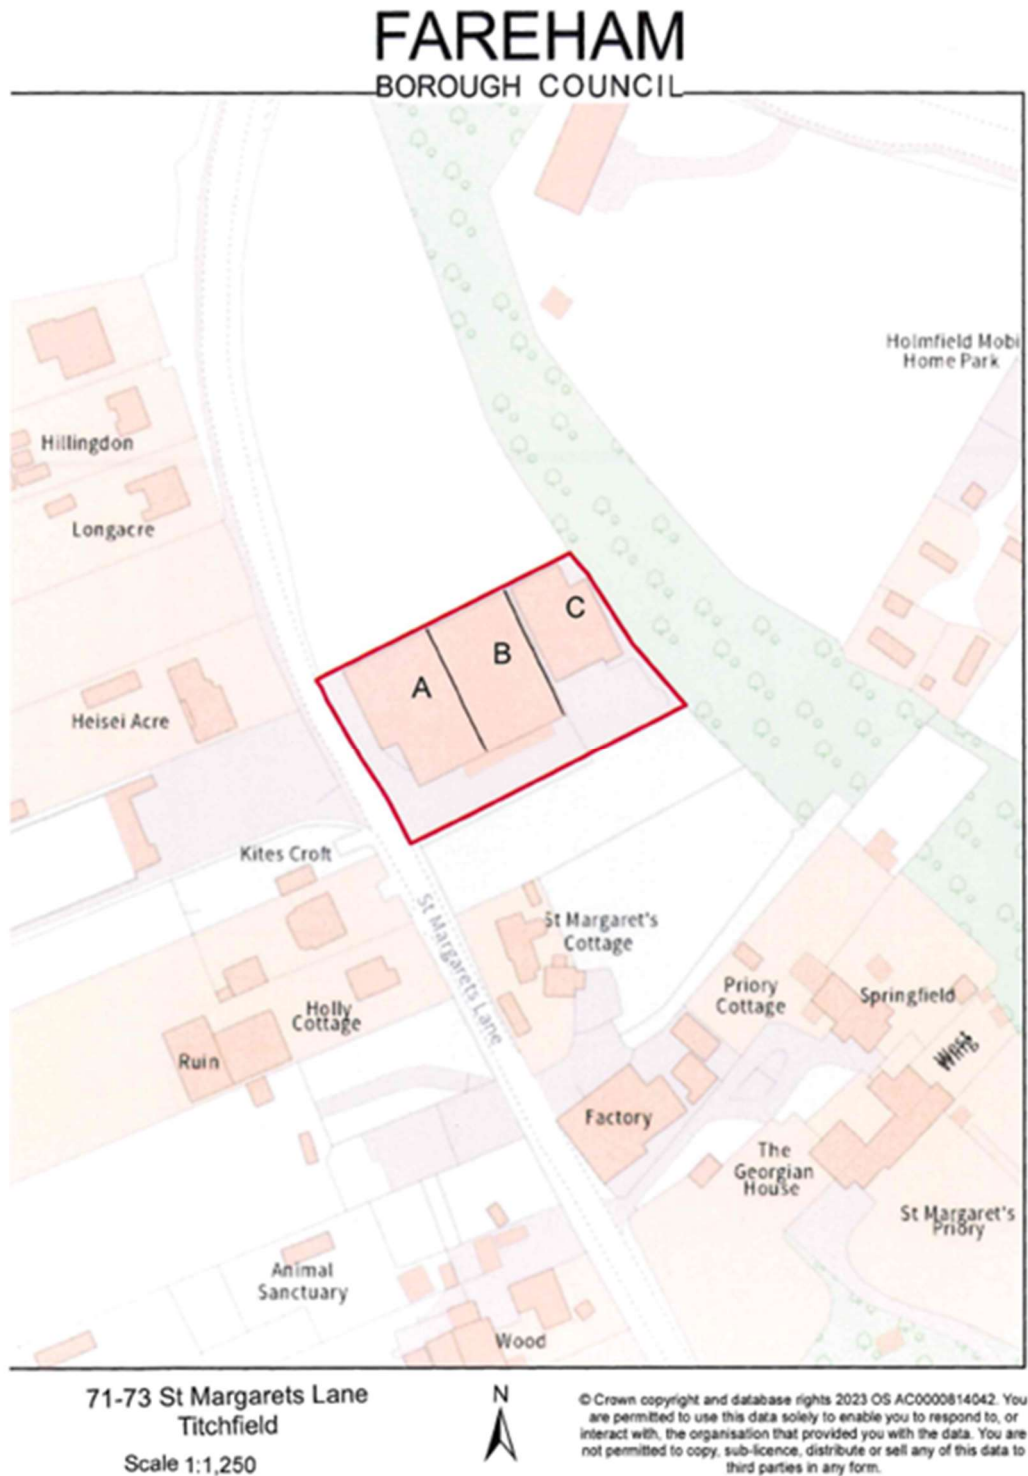 FAREHAM
BOROUGH COUNCIL
Holmfield Mobi
Home Park
Hillingdon
Longacre
C
B
A
Heisei Acre
Kites Croft
St Margarets Lane
St Margaret's
Cottage
Priory
Cottage
Springfield
Holly
Cottage
West
Wing
Ruin
Factory
The
Georgian
House
St Margaret's
Priory
Animal
Sanctuary
Wood
71-73 St Margarets Lane
Titchfield
Scale 1:1,250
N
© Crown copyright and database rights 2023 OS AC0000814042. You
are permitted to use this data solely to enable you to respond to, or
interact with, the organisation that provided you with the data. You are
not permitted to copy, sub-licence, distribute or sell any of this data to
third parties in any form.